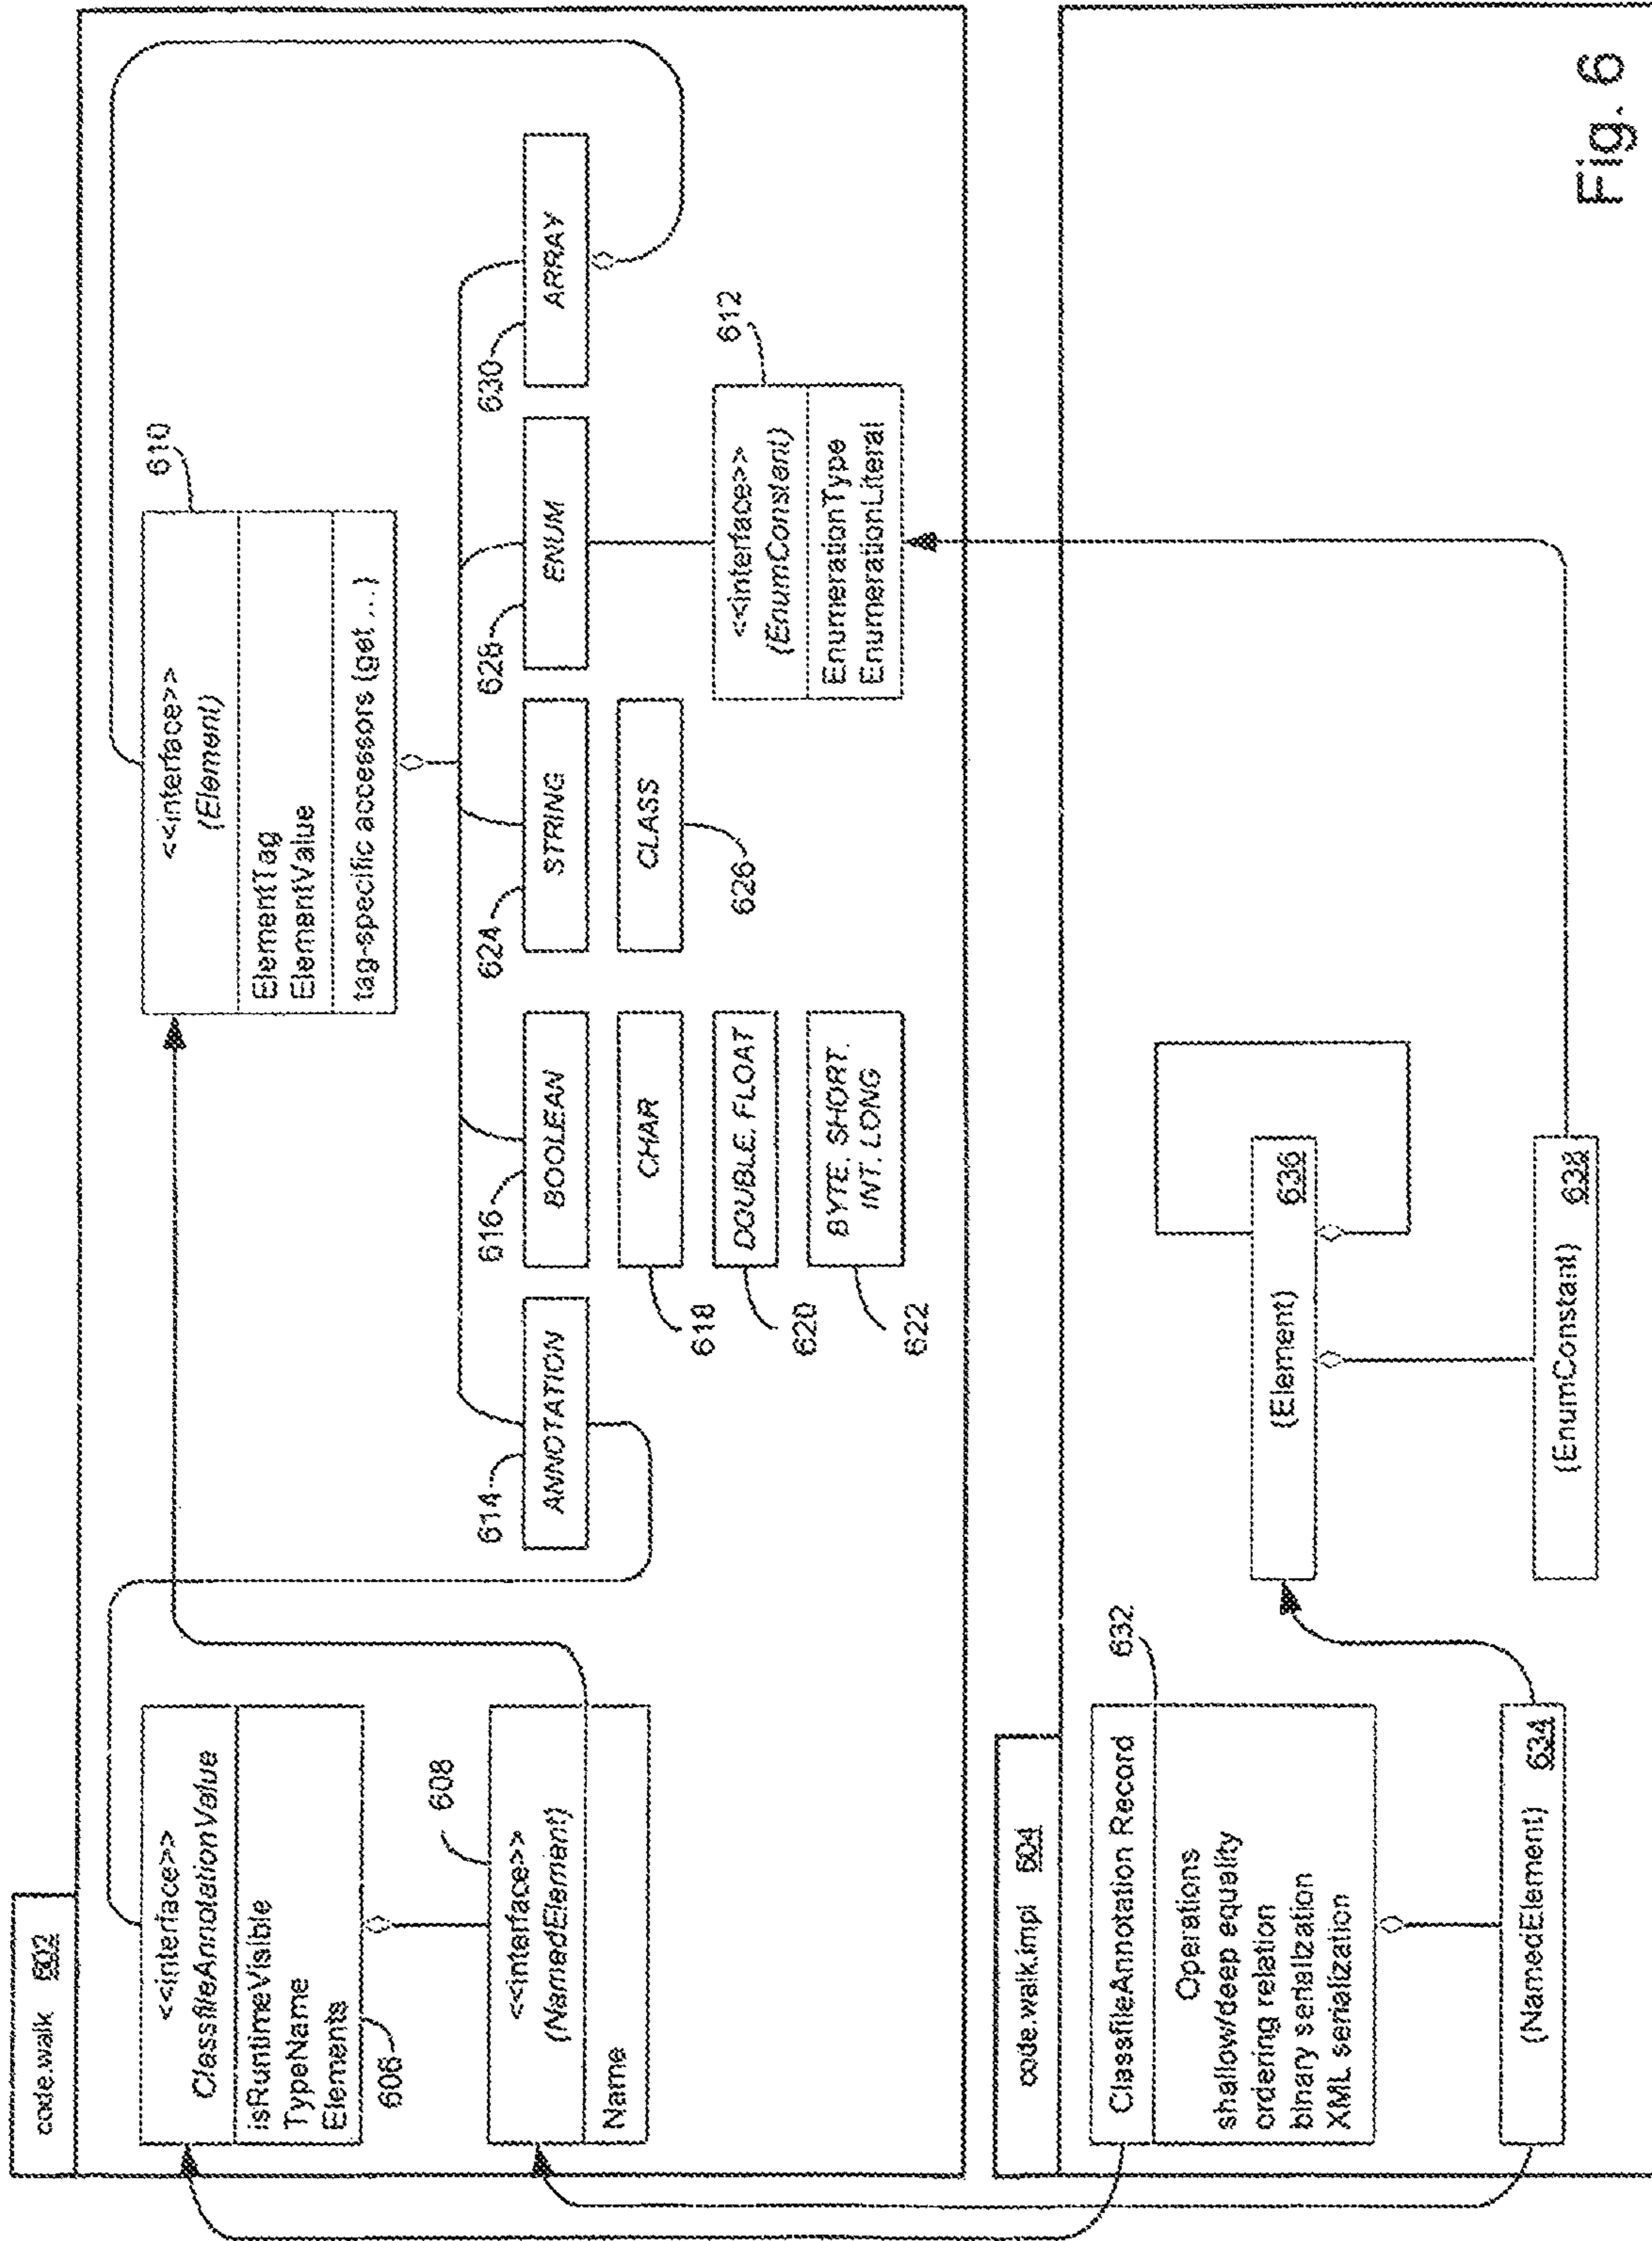 code.walk 602
<<interface>>
ClassfileAnnotationValue
isRuntimeVisible
TypeName
Elements
606
608
<<interface>>
(NamedElement)
Name
610
<<interface>>
(Element)
ElementTag
ElementValue
tag-specific accessors (get ...)
614
ANNOTATION
616
BOOLEAN
618
CHAR
620
DOUBLE, FLOAT
622
BYTE, SHORT,
INT, LONG
624
STRING
626
CLASS
628
ENUM
630
ARRAY
612
<<interface>>
(EnumConstent)
EnumerationType
EnumerationLiteral
code.walk.impl 604
632
ClassfileAnnotation Record
Operations
shallow/deep equality
ordering relation
binary serialization
XML serialization
(NamedElement) 634
(Element) 636
(EnumConstant) 638
Fig. 6